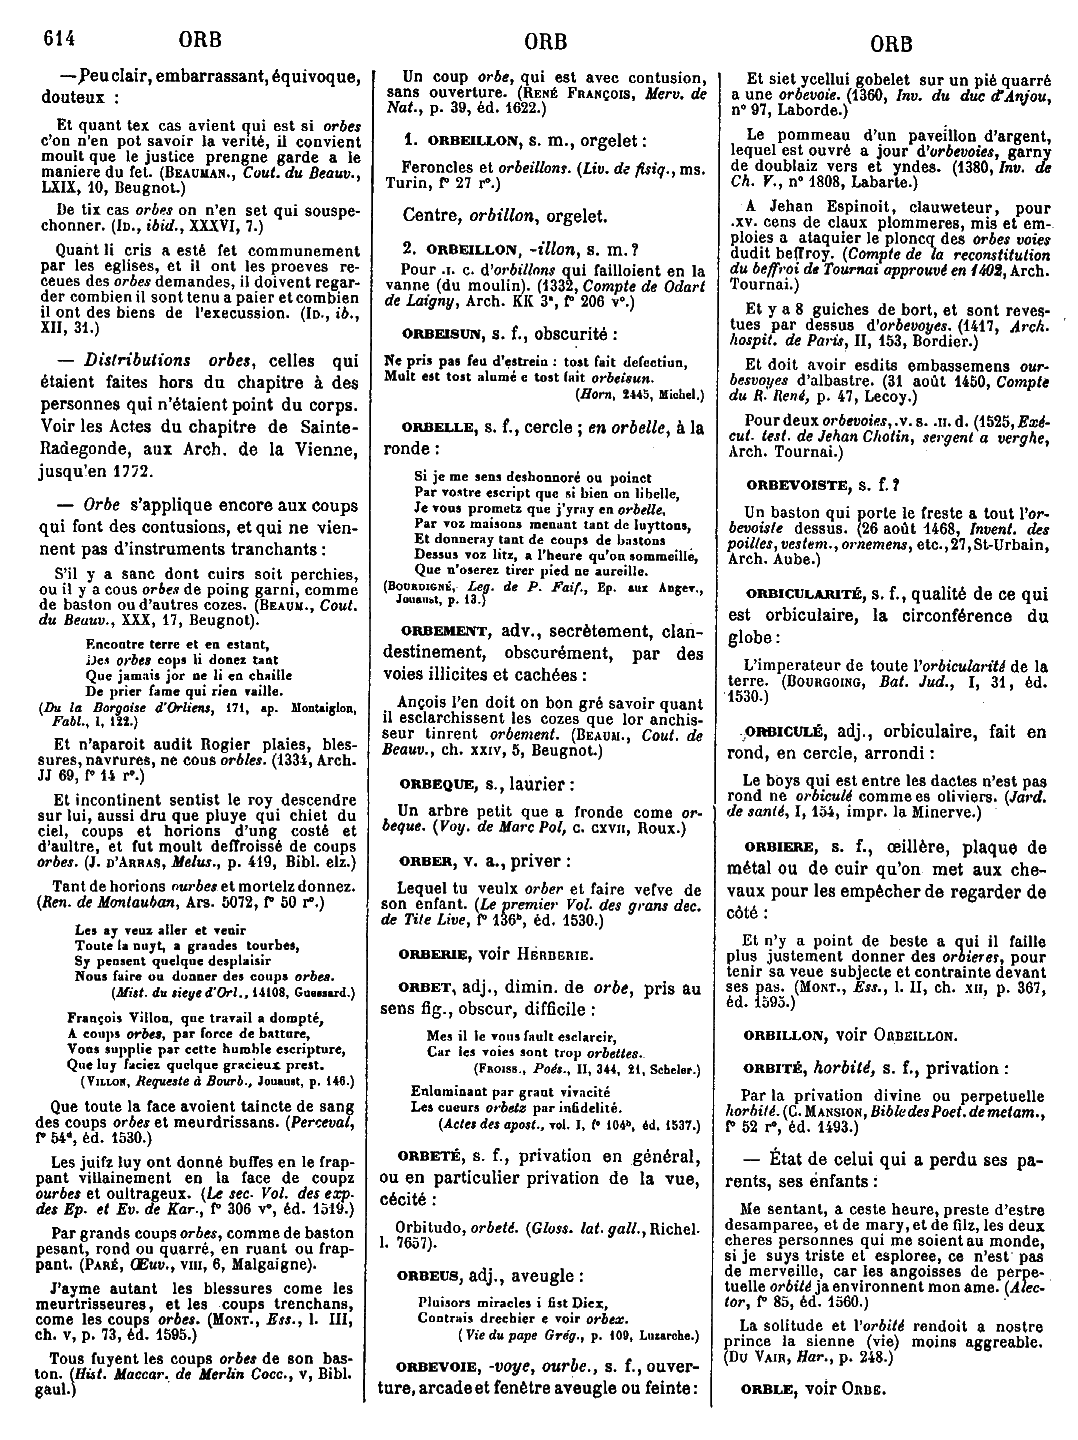 614
ORB
ORB
ORB
—Peu clair, embarrassant, équivoque,
douteux :
Et quant tex cas avient qui est si orbes
c'on n'en pot savoir la verité, il convient
moult que le justice prengne garde a le
maniere du fet. (BEAUMAN., Cout. du Beauv.,
LXIX, 10, Beugnot.)
De tix cas orbes on n'en set qui souspe-
chonner. (ID., ibid., XXXVI, 7.)
Quant li cris a esté fet communement
par les eglises, et il ont les proeves re-
ceues des orbes demandes, il doivent regar-
der combien il sont tenu a paier et combien
il ont des biens de l'execussion. (ID., ib.,
XII, 31.)
— Distributions orbes, celles qui
étaient faites hors du chapitre à des
personnes qui n'étaient point du corps.
Voir les Actes du chapitre de Sainte-
Radegonde, aux Arch. de la Vienne,
jusqu'en 1772.
— Orbe s'applique encore aux coups
qui font des contusions, et qui ne vien-
nent pas d'instruments tranchants :
S'il y a sanc dont cuirs soit perchies,
ou il y a cous orbes de poing garni, comme
de baston ou d'autres cozes. (BEAUM., Cout.
du Beauv., XXX, 17, Beugnot).
Encontre terre et en estant,
Des orbes cops li donez tant
Que jamais jor ne li en chaille
De prier fame qui rien vaille.
(Du la Borgoise d'Orliens, 171, ap. Montaiglon,
Fabl., I, 122.)
Et n'aparoit audit Rogier plaies, bles-
sures, navrures, ne cous orbles. (1334, Arch.
JJ 69, f° 14 r°.)
Et incontinent sentist le roy descendre
sur lui, aussi dru que pluye qui chiet du
ciel, coups et horions d'ung costé et
d'aultre, et fut moult deffroissé de coups
orbes. (J. D'ARRAS, Melus., p. 419, Bibl. elz.)
Tant de horions ourbes et mortelz donnez.
(Ren. de Montauban, Ars. 5072, f° 50 r°.)
Les ay veuz aller et venir
Toute la nuyt, a grandes tourbes,
Sy pensent quelque desplaisir
Nous faire ou donner des coups orbes.
(Mist. du siege d'Orl., 14108, Guessard.)
François Villon, que travail a dompté,
A coups orbes, par force de batture,
Vous supplie par cette humble escripture,
Que luy faciez quelque gracieux prest.
(VILLON, Requeste à Bourb., Jouaust, p. 146.)
Que toute la face avoient taincte de sang
des coups orbes et meurdrissans. (Perceval,
f° 54ᵈ, éd. 1530.)
Les juifz luy ont donné buffes en le frap-
pant villainement en la face de coupz
ourbes et oultrageux. (Le sec. Vol. des exp.
des Ep. et Ev. de Kar., f° 306 v°, éd. 1519.)
Par grands coups orbes, comme de baston
pesant, rond ou quarré, en ruant ou frap-
pant. (PARÉ, Œuv., VIII, 6, Malgaigne).
J'ayme autant les blessures come les
meurtrisseures, et les coups trenchans,
come les coups orbes. (MONT., Ess., l. III,
ch. v, p. 73, éd. 1595.)
Tous fuyent les coups orbes de son bas-
ton. (Hist. Maccar. de Merlin Cocc., v, Bibl.
gaul.)
Un coup orbe, qui est avec contusion,
sans ouverture. (RENÉ FRANÇOIS, Merv. de
Nat., p. 39, éd. 1622.)
1. ORBEILLON, s. m., orgelet :
Feroncles et orbeillons. (Liv. de fisiq., ms.
Turin, f° 27 r°.)
Centre, orbillon, orgelet.
2. ORBEILLON, -illon, s. m. ?
Pour .I. c. d'orbillons qui failloient en la
vanne (du moulin). (1332, Compte de Odart
de Laigny, Arch. KK 3ᵃ, f° 206 v°.)
ORBEISUN, s. f., obscurité :
Ne pris pas feu d'estrein : tost fait defectiun,
Mult est tost alumé e tost fait orbeisun.
(Horn, 2445, Michel.)
ORBELLE, s. f., cercle ; en orbelle, à la
ronde :
Si je me sens deshonnoré ou poinct
Par vostre escript que si bien on libelle,
Je vous prometz que j'yray en orbelle,
Par voz maisons menant tant de luyttons,
Et donneray tant de coups de bastons
Dessus voz litz, a l'heure qu'on sommeille,
Que n'oserez tirer pied ne aureille.
(BOURDIGNÉ, Leg. de P. Faif., Ep. aux Angev.,
Jouaust, p. 13.)
ORBEMENT, adv., secrètement, clan-
destinement, obscurément, par des
voies illicites et cachées :
Ançois l'en doit on bon gré savoir quant
il esclarchissent les cozes que lor anchis-
seur tinrent orbement. (BEAUM., Cout. de
Beauv., ch. XXIV, 5, Beugnot.)
ORBEQUE, s., laurier :
Un arbre petit que a fronde come or-
beque. (Voy. de Marc Pol, c. CXVII, Roux.)
ORBER, v. a., priver :
Lequel tu veulx orber et faire vefve de
son enfant. (Le premier Vol. des grans dec.
de Tite Live, f° 136ᵇ, éd. 1530.)
ORBERIE, voir HERBERIE.
ORBET, adj., dimin. de orbe, pris au
sens fig., obscur, difficile :
Mes il le vous fault esclarcir,
Car les voies sont trop orbettes.
(FROISS., Poés., II, 344, 21, Scheler.)
Enluminant par grant vivacité
Les cueurs orbetz par infidelité.
(Actes des apost., vol. I, f° 104ᵇ, éd. 1537.)
ORBETÉ, s. f., privation en général,
ou en particulier privation de la vue,
cécité :
Orbitudo, orbeté. (Gloss. lat. gall., Richel.
l. 7657).
ORBEUS, adj., aveugle :
Pluisors miracles i fist Diex,
Contrais drechier e voir orbex.
(Vie du pape Grég., p. 109, Luzarche.)
ORBEVOIE, -voye, ourbe., s. f., ouver-
ture, arcade et fenêtre aveugle ou feinte :
Et siet ycellui gobelet sur un pié quarré
a une orbevoie. (1360, Inv. du duc d'Anjou,
n° 97, Laborde.)
Le pommeau d'un paveillon d'argent,
lequel est ouvré a jour d'orbevoies, garny
de doublaiz vers et yndes. (1380, Inv. de
Ch. V., n° 1808, Labarte.)
A Jehan Espinoit, clauweteur, pour
.XV. cens de claux plommeres, mis et em-
ploies a ataquier le ploncq des orbes voies
dudit beffroy. (Compte de la reconstitution
du beffroi de Tournai approuvé en 1402, Arch.
Tournai.)
Et y a 8 guiches de bort, et sont reves-
tues par dessus d'orbevoyes. (1417, Arch.
hospit. de Paris, II, 153, Bordier.)
Et doit avoir esdits embassemens our-
besvoyes d'albastre. (31 août 1450, Compte
du R. René, p. 47, Lecoy.)
Pour deux orbevoies, .v. s. .II. d. (1525, Exé-
cut. test. de Jehan Chotin, sergent a verghe,
Arch. Tournai.)
ORBEVOISTE, s. f. ?
Un baston qui porte le freste a tout l'or-
bevoiste dessus. (26 août 1468, Invent. des
poilles, vestem., ornemens, etc., 27, St-Urbain,
Arch. Aube.)
ORBICULARITÉ, s. f., qualité de ce qui
est orbiculaire, la circonférence du
globe :
L'imperateur de toute l'orbicularité de la
terre. (BOURGOING, Bat. Jud., I, 31, éd.
1530.)
ORBICULÉ, adj., orbiculaire, fait en
rond, en cercle, arrondi :
Le boys qui est entre les dactes n'est pas
rond ne orbiculé comme es oliviers. (Jard.
de santé, I, 154, impr. la Minerve.)
ORBIERE, s. f., œillère, plaque de
métal ou de cuir qu'on met aux che-
vaux pour les empêcher de regarder de
côté :
Et n'y a point de beste a qui il faille
plus justement donner des orbieres, pour
tenir sa veue subjecte et contrainte devant
ses pas. (MONT., Ess., l. II, ch. XII, p. 367,
éd. 1595.)
ORBILLON, voir ORBEILLON.
ORBITÉ, horbité, s. f., privation :
Par la privation divine ou perpetuelle
horbité. (C. MANSION, Bible des Poet. de metam.,
f° 52 r°, éd. 1493.)
— État de celui qui a perdu ses pa-
rents, ses enfants :
Me sentant, a ceste heure, preste d'estre
desamparee, et de mary, et de filz, les deux
cheres personnes qui me soient au monde,
si je suys triste et esploree, ce n'est pas
de merveille, car les angoisses de perpe-
tuelle orbité ja environnent mon ame. (Alec-
tor, f° 85, éd. 1560.)
La solitude et l'orbité rendoit a nostre
prince la sienne (vie) moins aggreable.
(DU VAIR, Har., p. 248.)
ORBLE, voir ORBE.